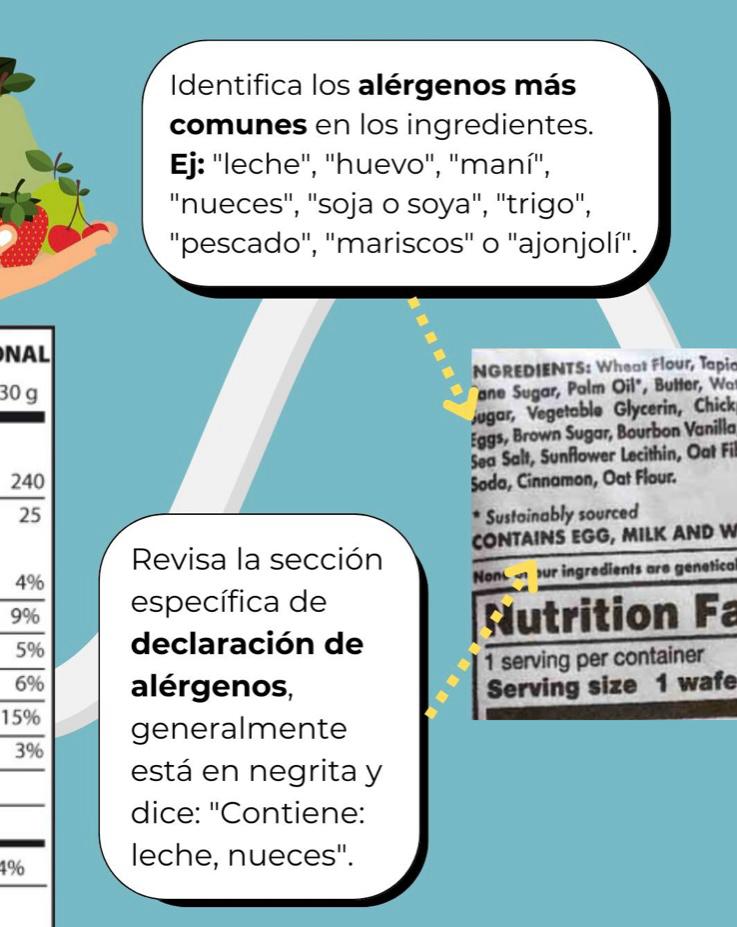 Identifica los alérgenos más
comunes en los ingredientes.
Ej: "leche", "huevo", "maní",
"nueces", "soja o soya", "trigo",
"pescado", "mariscos" o "ajonjolí".
ONAL
30 g
240
25
4%
9%
5%
6%
15%
3%
4%
NGREDIENTS: Wheat Flour, Tapio
ane Sugar, Palm Oil*, Butter, Wat
ugar, Vegetable Glycerin, Chick
Eggs, Brown Sugar, Bourbon Vanilla
Sea Salt, Sunflower Lecithin, Oat Fi
Soda, Cinnamon, Oat Flour.
* Sustainably sourced
CONTAINS EGG, MILK AND W
our ingredients are genetical
Nutrition Fa
1 serving per container
Serving size 1 wafe
Revisa la sección
específica de
declaración de
alérgenos,
generalmente
está en negrita y
dice: "Contiene:
leche, nueces".